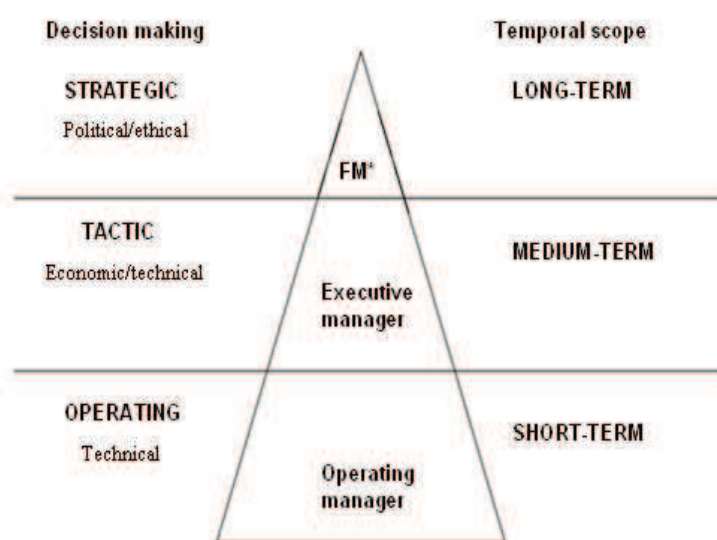 Decision making
Temporal scope
STRATEGIC
LONG-TERM
Political/ethical
FM*
TACTIC
MEDIUM-TERM
Economic/technical
Executive
manager
OPERATING
SHORT-TERM
Technical
Operating
manager